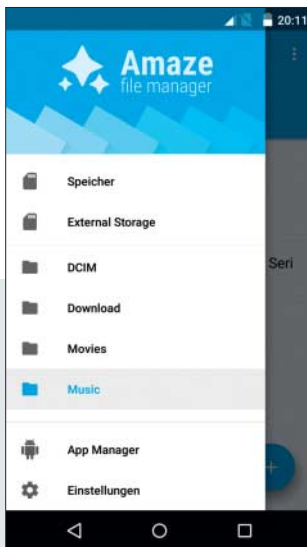 20:11
Amaze
file manager
Speicher
External Storage
DCIM
Seri
Download
Movies
Music
App Manager
Einstellungen